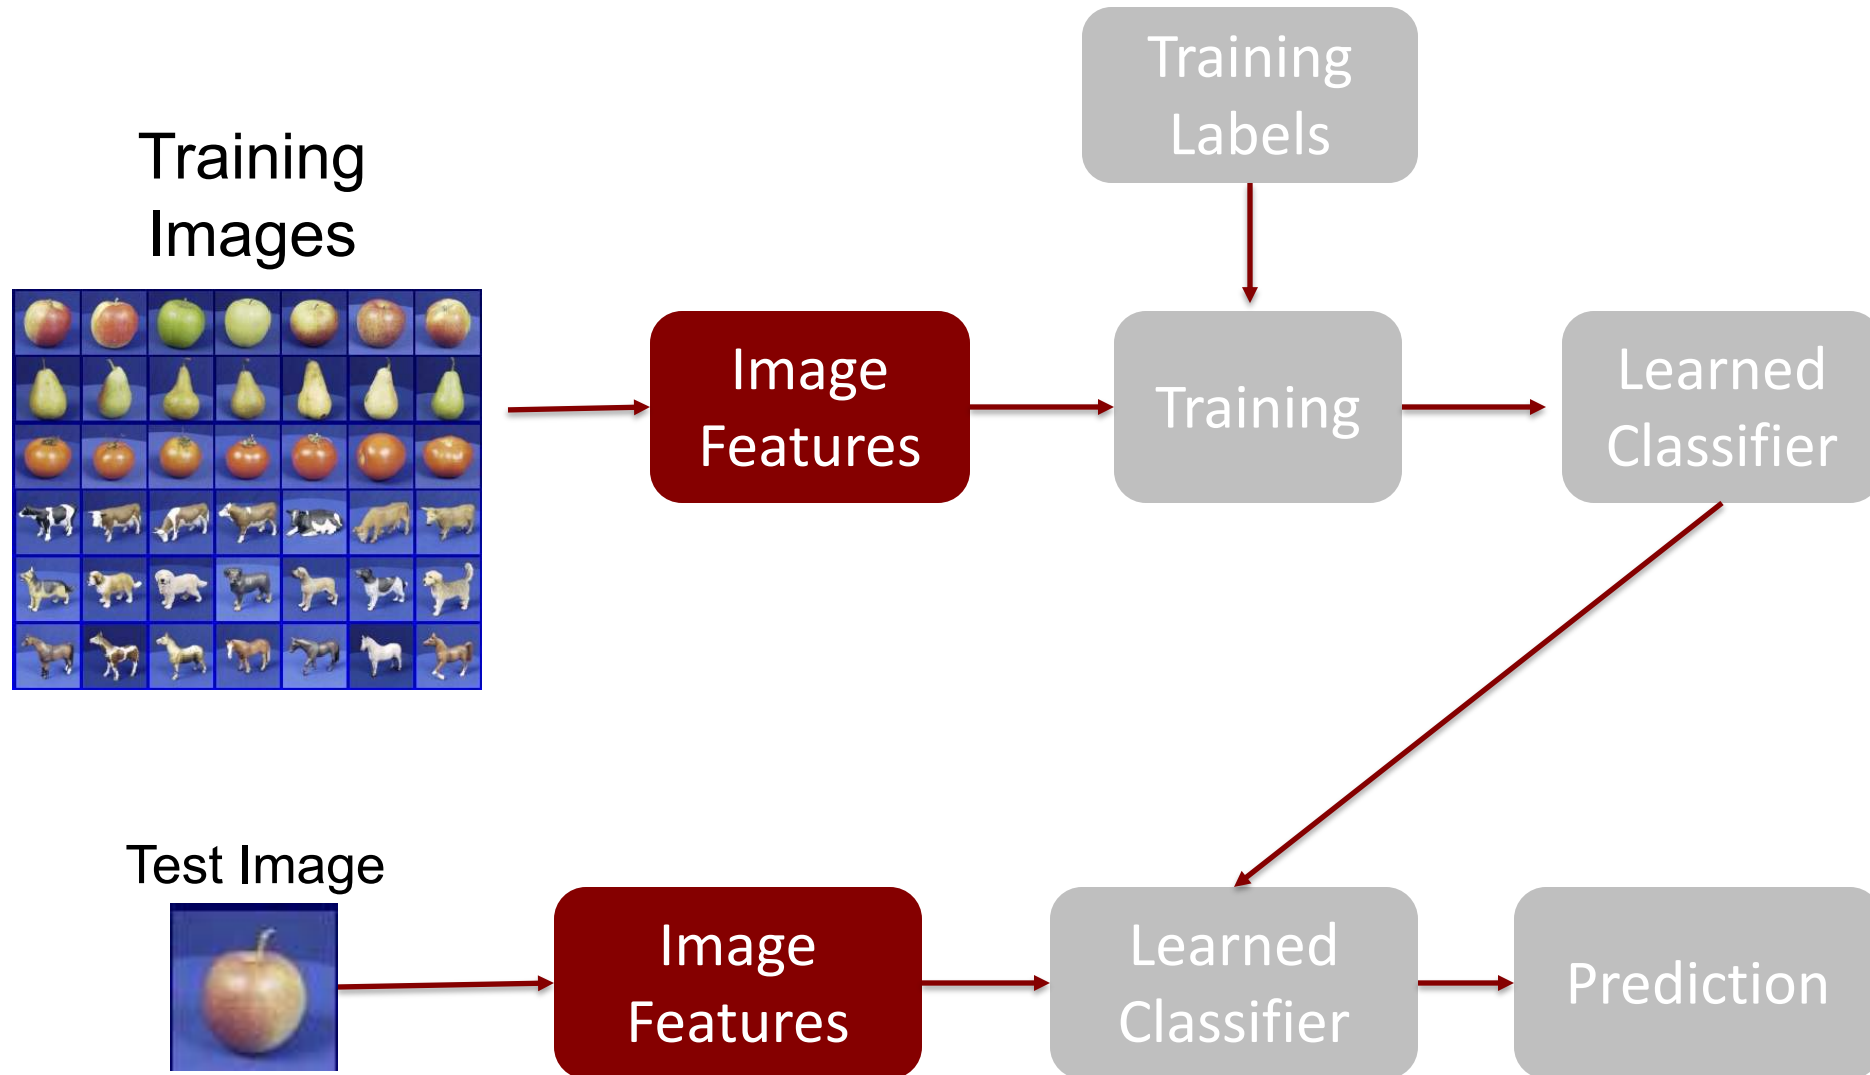 Training
Labels
Training
Images
Image
Features
Training
Learned
Classifier
Test Image
Image
Features
Learned
Classifier
Prediction